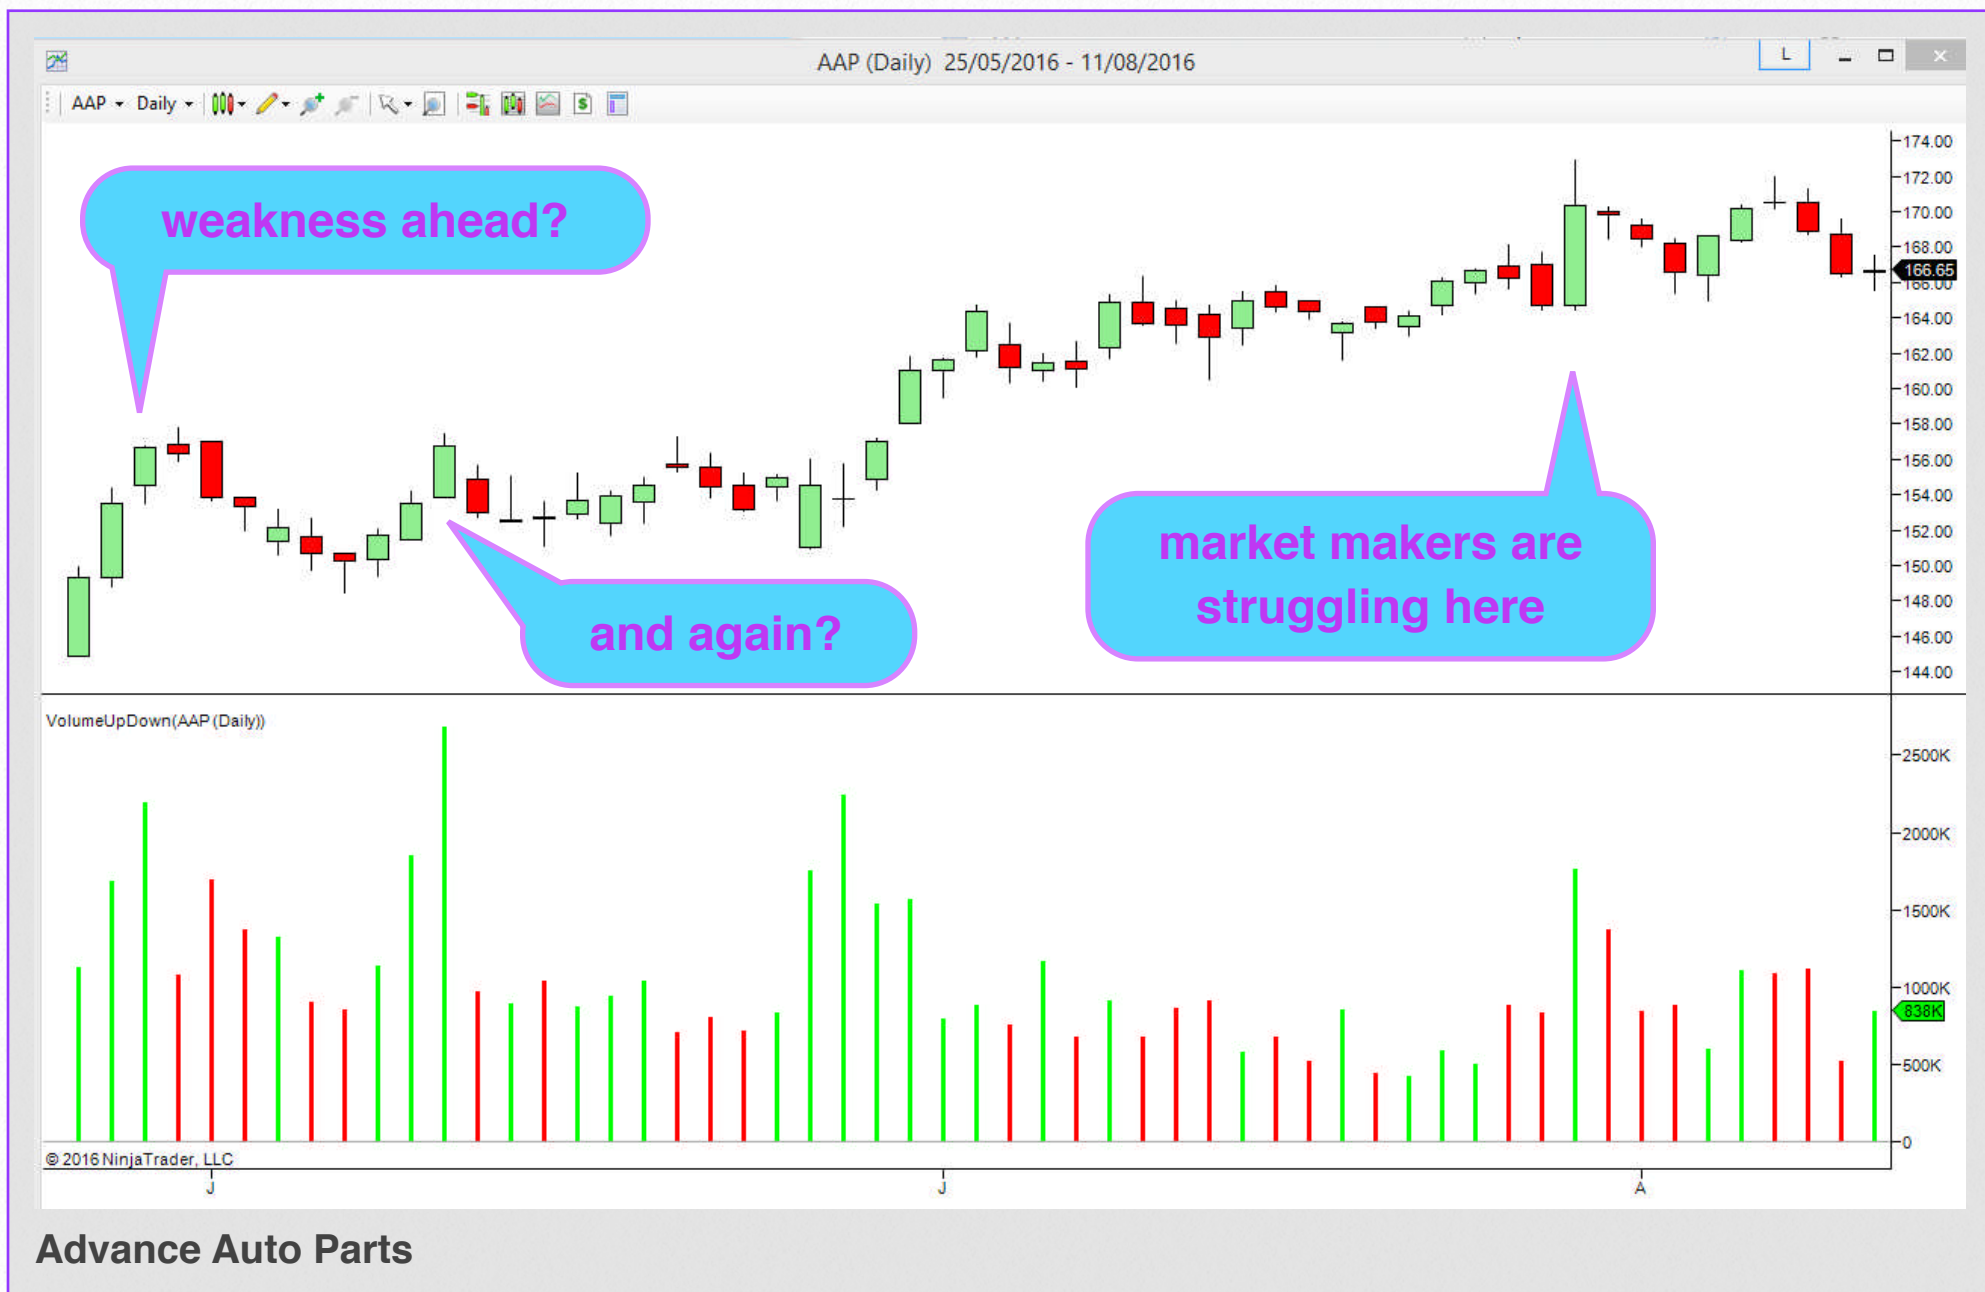 AAP (Daily)  25/05/2016 - 11/08/2016
L
AAP
Daily
$
weakness ahead?
and again?
market makers are
struggling here
174.00
172.00
170.00
168.00
166.65
166.00
164.00
162.00
160.00
158.00
156.00
154.00
152.00
150.00
148.00
146.00
144.00
VolumeUpDown(AAP (Daily))
2500K
2000K
1500K
1000K
838K
500K
0
© 2016 NinjaTrader, LLC
J
J
A
Advance Auto Parts